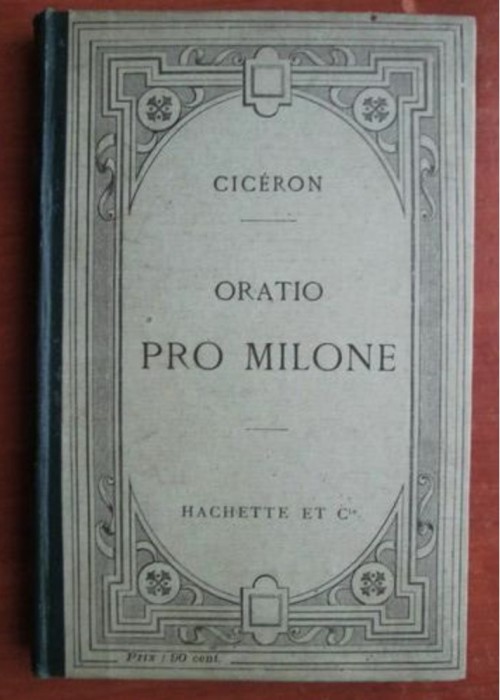 CICÉRON
ORATIO
PRO MILONE
HACHETTE ET Cie
Prix : 90 cent.